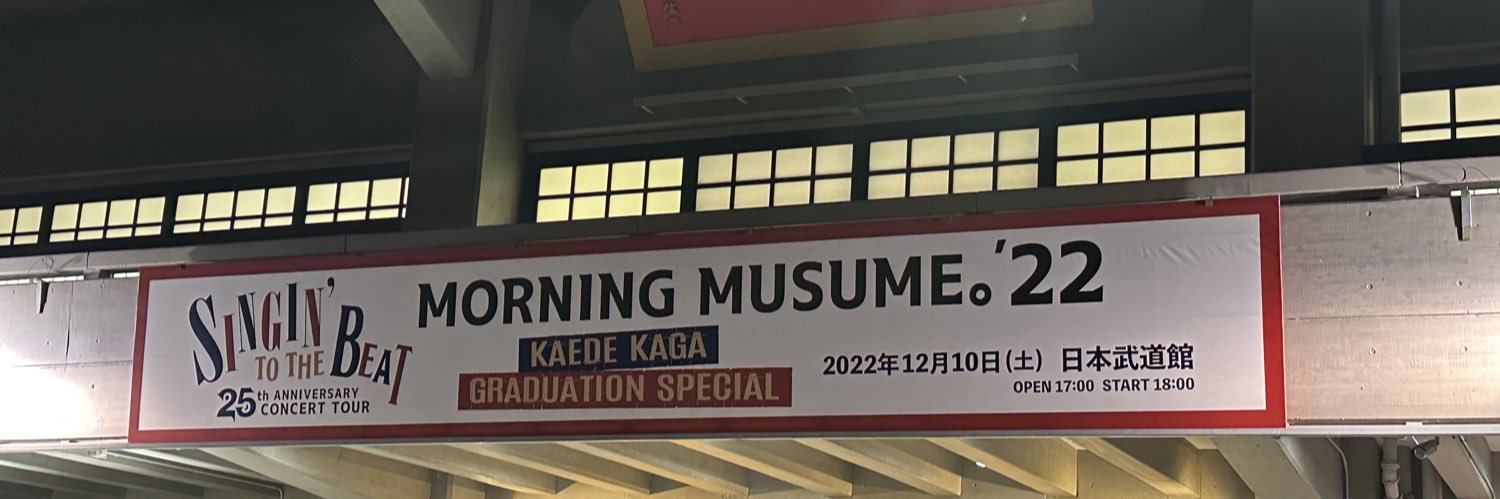 SINGIN'
TO THE BEAT
25th ANNIVERSARY
CONCERT TOUR
MORNING MUSUME。'22
KAEDE KAGA
GRADUATION SPECIAL
2022年12月10日(土) 日本武道館
OPEN 17:00 START 18:00